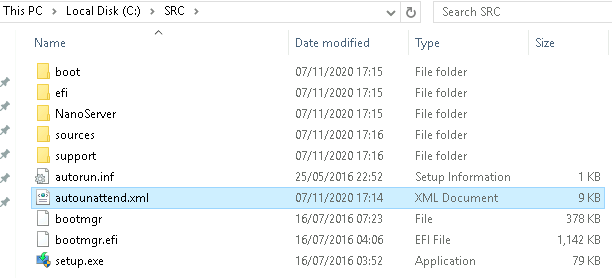 This PC > Local Disk (C:) > SRC > Search SRC
Name Date modified Type Size
boot 07/11/2020 17:15 File folder
efi 07/11/2020 17:15 File folder
NanoServer 07/11/2020 17:15 File folder
sources 07/11/2020 17:16 File folder
support 07/11/2020 17:16 File folder
autorun.inf 25/05/2016 22:52 Setup Information 1 KB
autounattend.xml 07/11/2020 17:14 XML Document 9 KB
bootmgr 16/07/2016 07:23 File 378 KB
bootmgr.efi 16/07/2016 04:06 EFI File 1,142 KB
setup.exe 16/07/2016 03:52 Application 79 KB